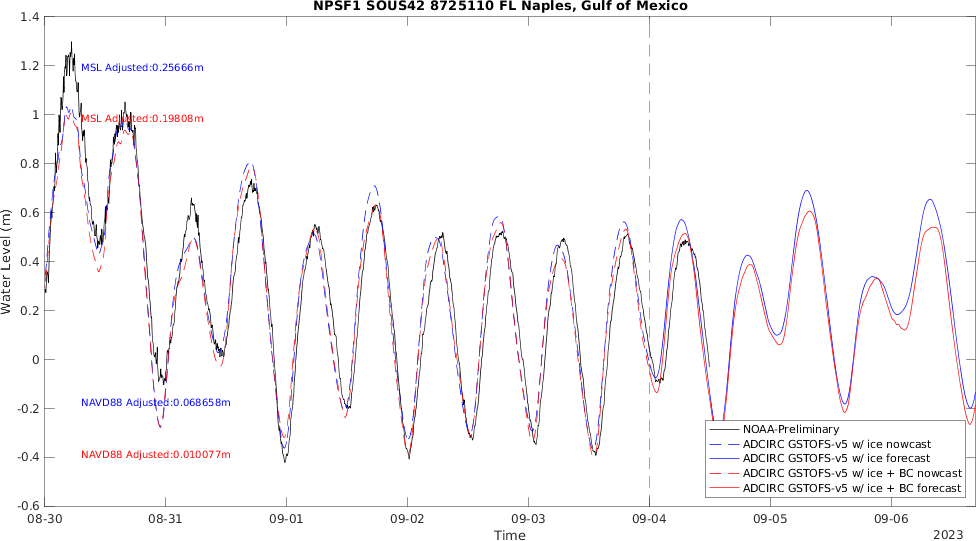 NPSF1 SOUS42 8725110 FL Naples, Gulf of Mexico
1.4
1.2
1
0.8
0.6
0.4
0.2
0
-0.2
-0.4
-0.6
Water Level (m)
MSL Adjusted:0.25666m
MSL Adjusted:0.19808m
NAVD88 Adjusted:0.068658m
NAVD88 Adjusted:0.010077m
NOAA-Preliminary
ADCIRC GSTOFS-v5 w/ ice nowcast
ADCIRC GSTOFS-v5 w/ ice forecast
ADCIRC GSTOFS-v5 w/ ice + BC nowcast
ADCIRC GSTOFS-v5 w/ ice + BC forecast
08-30 08-31 09-01 09-02 09-03 09-04 09-05 09-06
Time
2023